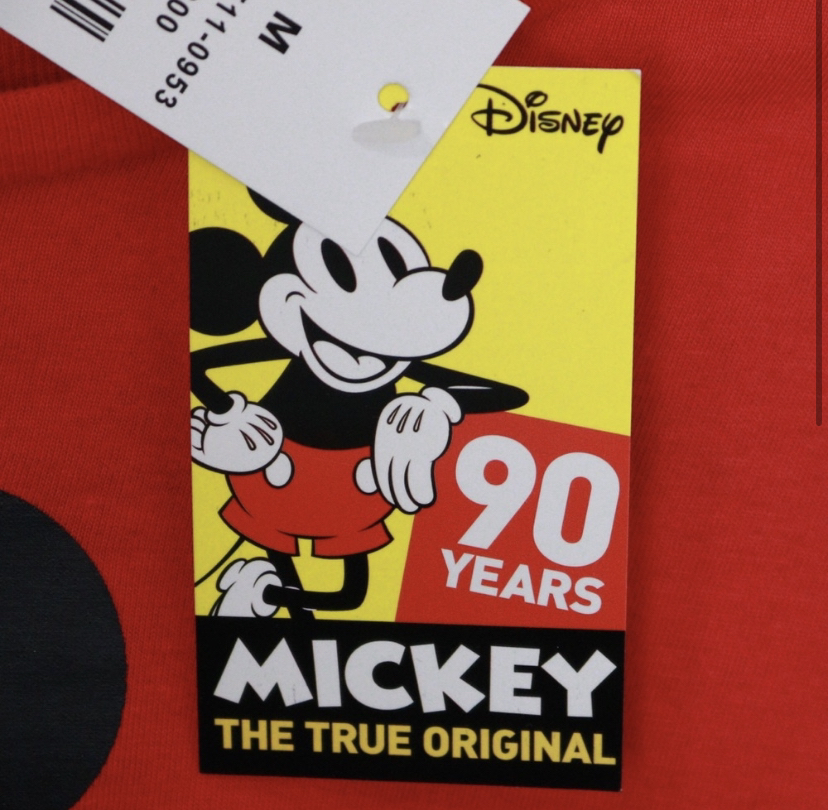 M
11-0953
Disney
90
YEARS
MICKEY
THE TRUE ORIGINAL